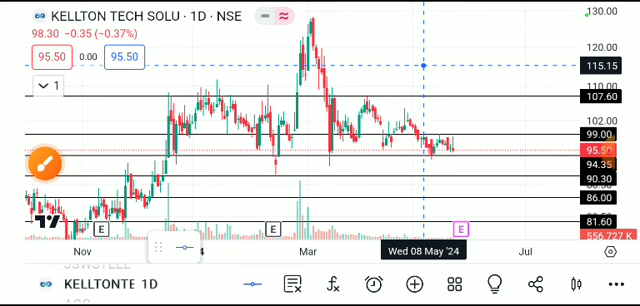 KELLTON TECH SOLU · 1D · NSE
98.30 −0.35 (−0.37%)
95.50 0.00 95.50
1
130.00
120.00
115.15
110.00
107.60
102.00
99.00
95.50
94.35
90.30
86.00
81.60
556.727 K
E E E
Nov Mar Wed 08 May '24 Jul
JSWSTEEL
KELLTONTE 1D